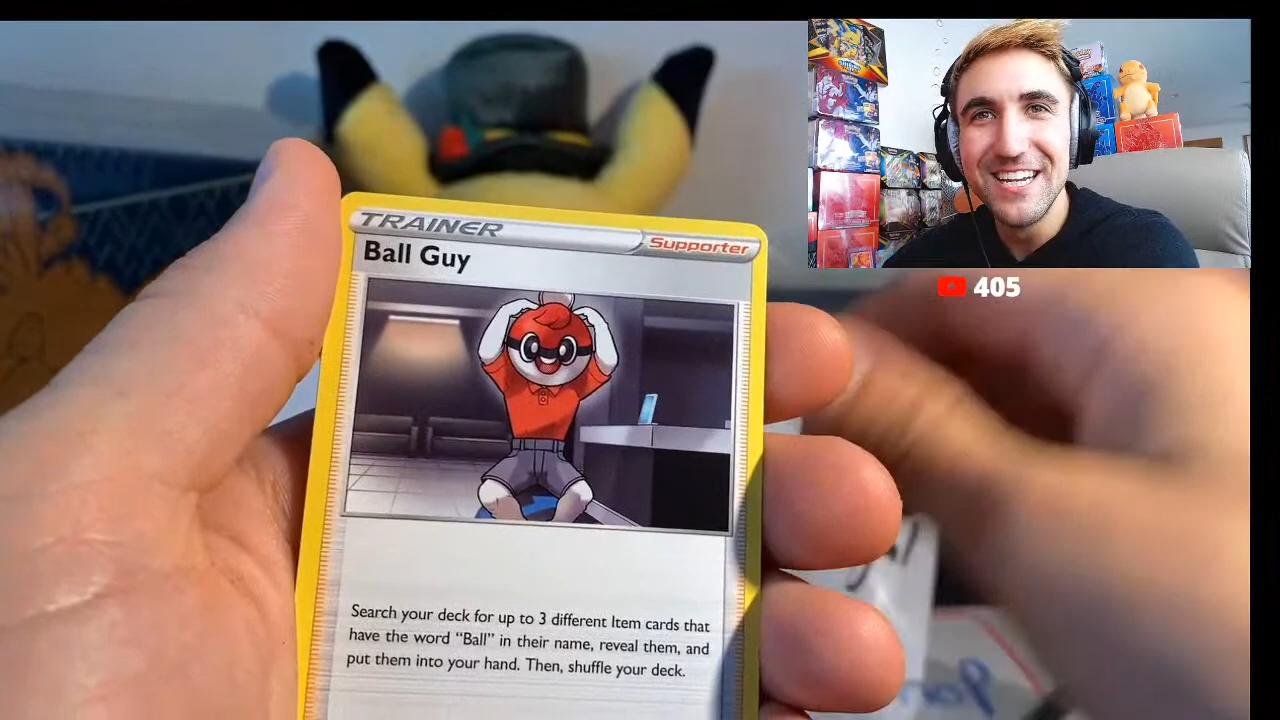 TRAINER
Supporter
Ball Guy
Search your deck for up to 3 different Item cards that
have the word “Ball” in their name, reveal them, and
put them into your hand. Then, shuffle your deck.
405